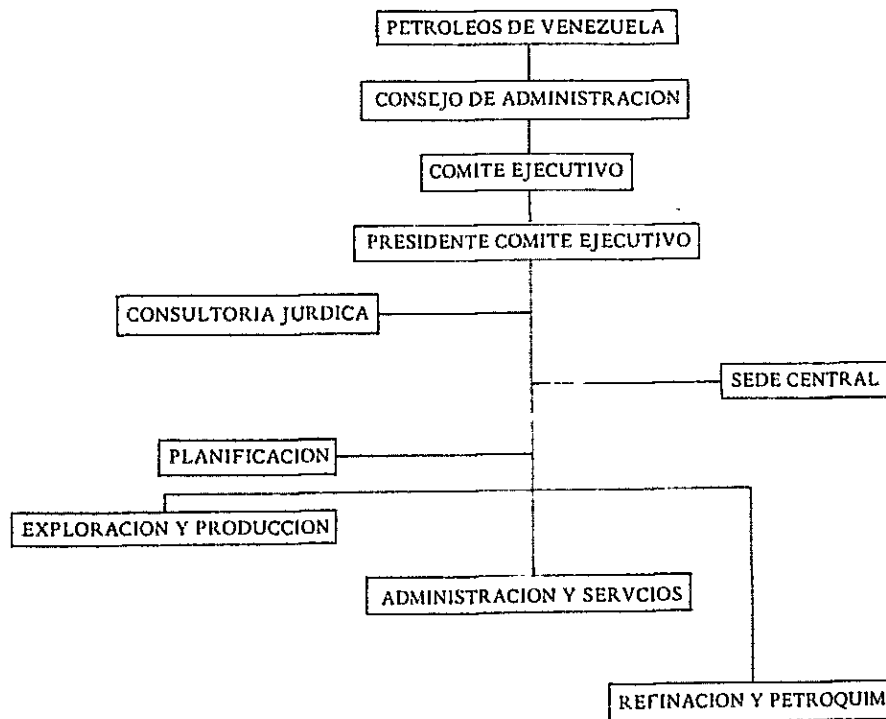 PETROLEOS DE VENEZUELA
CONSEJO DE ADMINISTRACION
COMITE EJECUTIVO
PRESIDENTE COMITE EJECUTIVO
CONSULTORIA JURDICA
SEDE CENTRAL
PLANIFICACION
EXPLORACION Y PRODUCCION
ADMINISTRACION Y SERVCIOS
REFINACION Y PETROQUIM